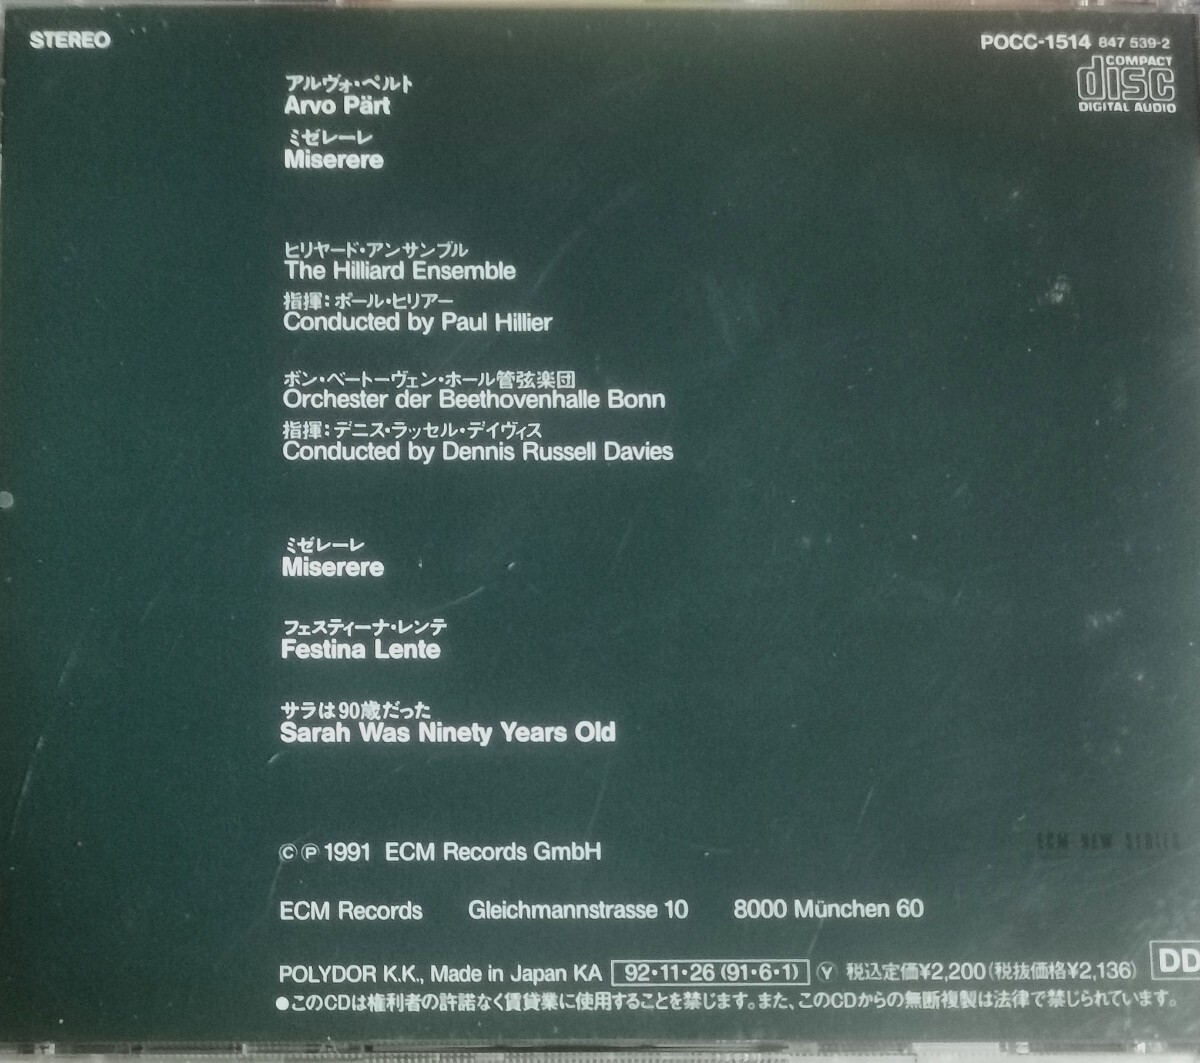 STEREO
POCC-1514 847 539-2
COMPACT
disc
DIGITAL AUDIO
アルヴォ・ペルト
Arvo Pärt
ミゼレーレ
Miserere
ヒリヤード・アンサンブル
The Hilliard Ensemble
指揮：ポール・ヒリアー
Conducted by Paul Hillier
ボン・ベートーヴェン・ホール管弦楽団
Orchester der Beethovenhalle Bonn
指揮：デニス・ラッセル・デイヴィス
Conducted by Dennis Russell Davies
ミゼレーレ
Miserere
フェスティーナ・レンテ
Festina Lente
サラは90歳だった
Sarah Was Ninety Years Old
ECM NEW SERIES
©℗1991 ECM Records GmbH
ECM Records Gleichmannstrasse 10 8000 München 60
POLYDOR K.K., Made in Japan KA 92・11・26 (91・6・1) Ⓨ 税込定価¥2,200(税抜価格¥2,136) DD
●このCDは権利者の許諾なく賃貸業に使用することを禁じます。また、このCDからの無断複製は法律で禁じられています。